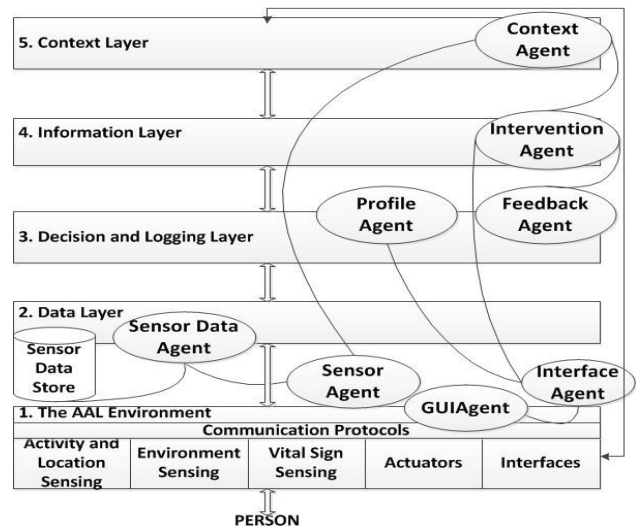 5. Context Layer
Context
Agent
4. Information Layer
Intervention
Agent
Profile
Agent
Feedback
Agent
3. Decision and Logging Layer
2. Data Layer
Sensor Data
Agent
Sensor
Data
Store
Sensor
Agent
Interface
Agent
GUIAgent
1. The AAL Environment
Communication Protocols
Activity and
Location
Sensing
Environment
Sensing
Vital Sign
Sensing
Actuators
Interfaces
PERSON